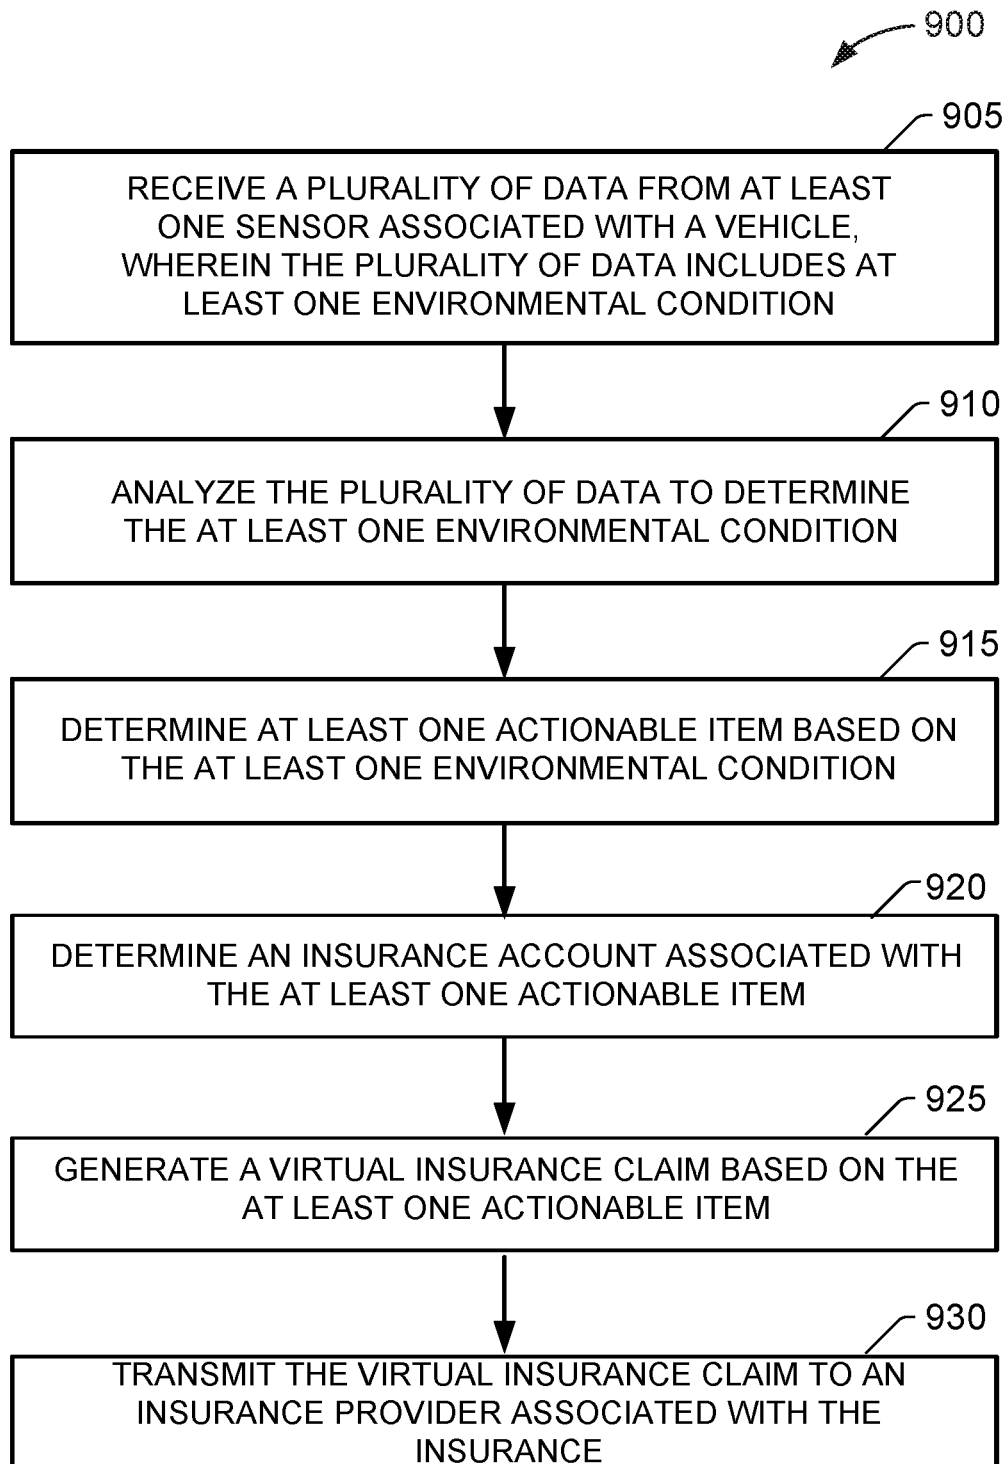 900
905
RECEIVE A PLURALITY OF DATA FROM AT LEAST
ONE SENSOR ASSOCIATED WITH A VEHICLE,
WHEREIN THE PLURALITY OF DATA INCLUDES AT
LEAST ONE ENVIRONMENTAL CONDITION
910
ANALYZE THE PLURALITY OF DATA TO DETERMINE
THE AT LEAST ONE ENVIRONMENTAL CONDITION
915
DETERMINE AT LEAST ONE ACTIONABLE ITEM BASED ON
THE AT LEAST ONE ENVIRONMENTAL CONDITION
920
DETERMINE AN INSURANCE ACCOUNT ASSOCIATED WITH
THE AT LEAST ONE ACTIONABLE ITEM
925
GENERATE A VIRTUAL INSURANCE CLAIM BASED ON THE
AT LEAST ONE ACTIONABLE ITEM
930
TRANSMIT THE VIRTUAL INSURANCE CLAIM TO AN
INSURANCE PROVIDER ASSOCIATED WITH THE
INSURANCE